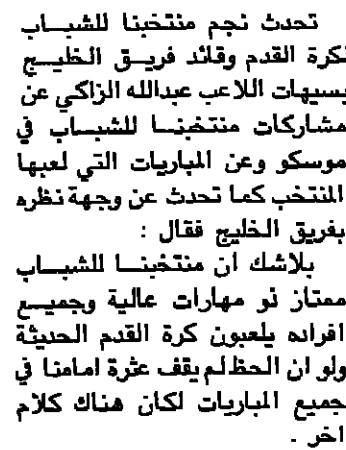 تحدث نجم منتخبنا للشباب
لكرة القدم وقائد فريق الخليج
بسيهات اللاعب عبدالله الزاكي عن
مشاركات منتخبنا للشباب في
موسكو وعن المباريات التي لعبها
المنتخب كما تحدث عن وجهة نظره
بفريق الخليج فقال :
بلاشك ان منتخبنا للشباب
ممتاز نو مهارات عالية وجميع
افراده يلعبون كرة القدم الحديثة
ولو ان الحظ لم يقف عثرة امامنا في
جميع المباريات لكان هناك كلام
اخر .